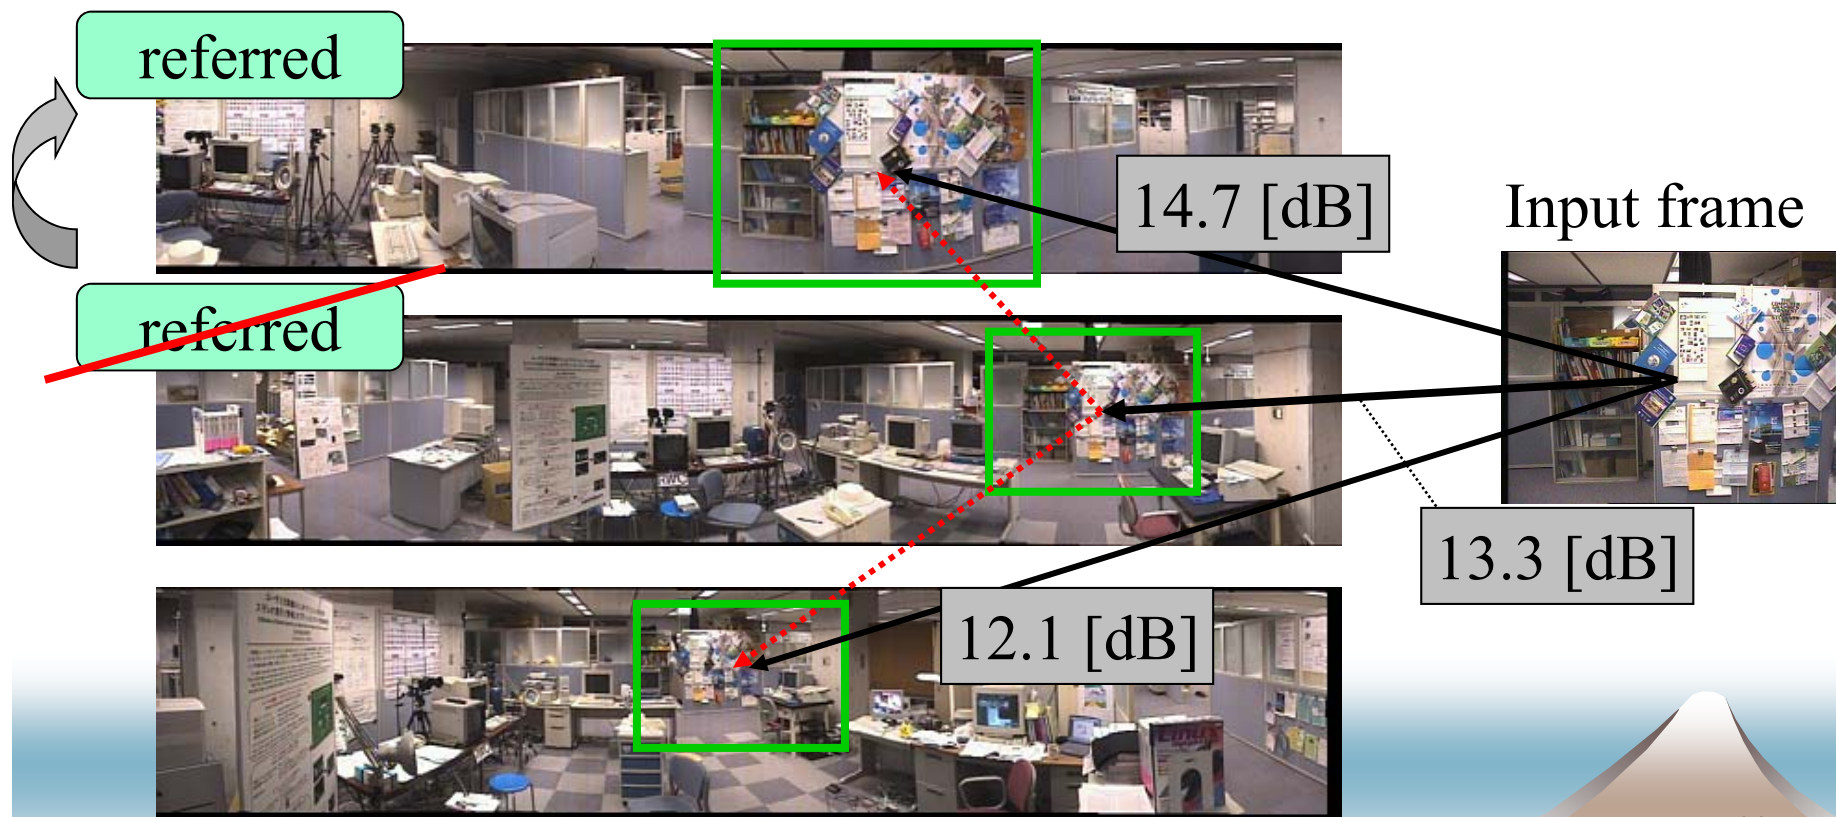 referred
14.7 [dB]
Input frame
referred
13.3 [dB]
12.1 [dB]